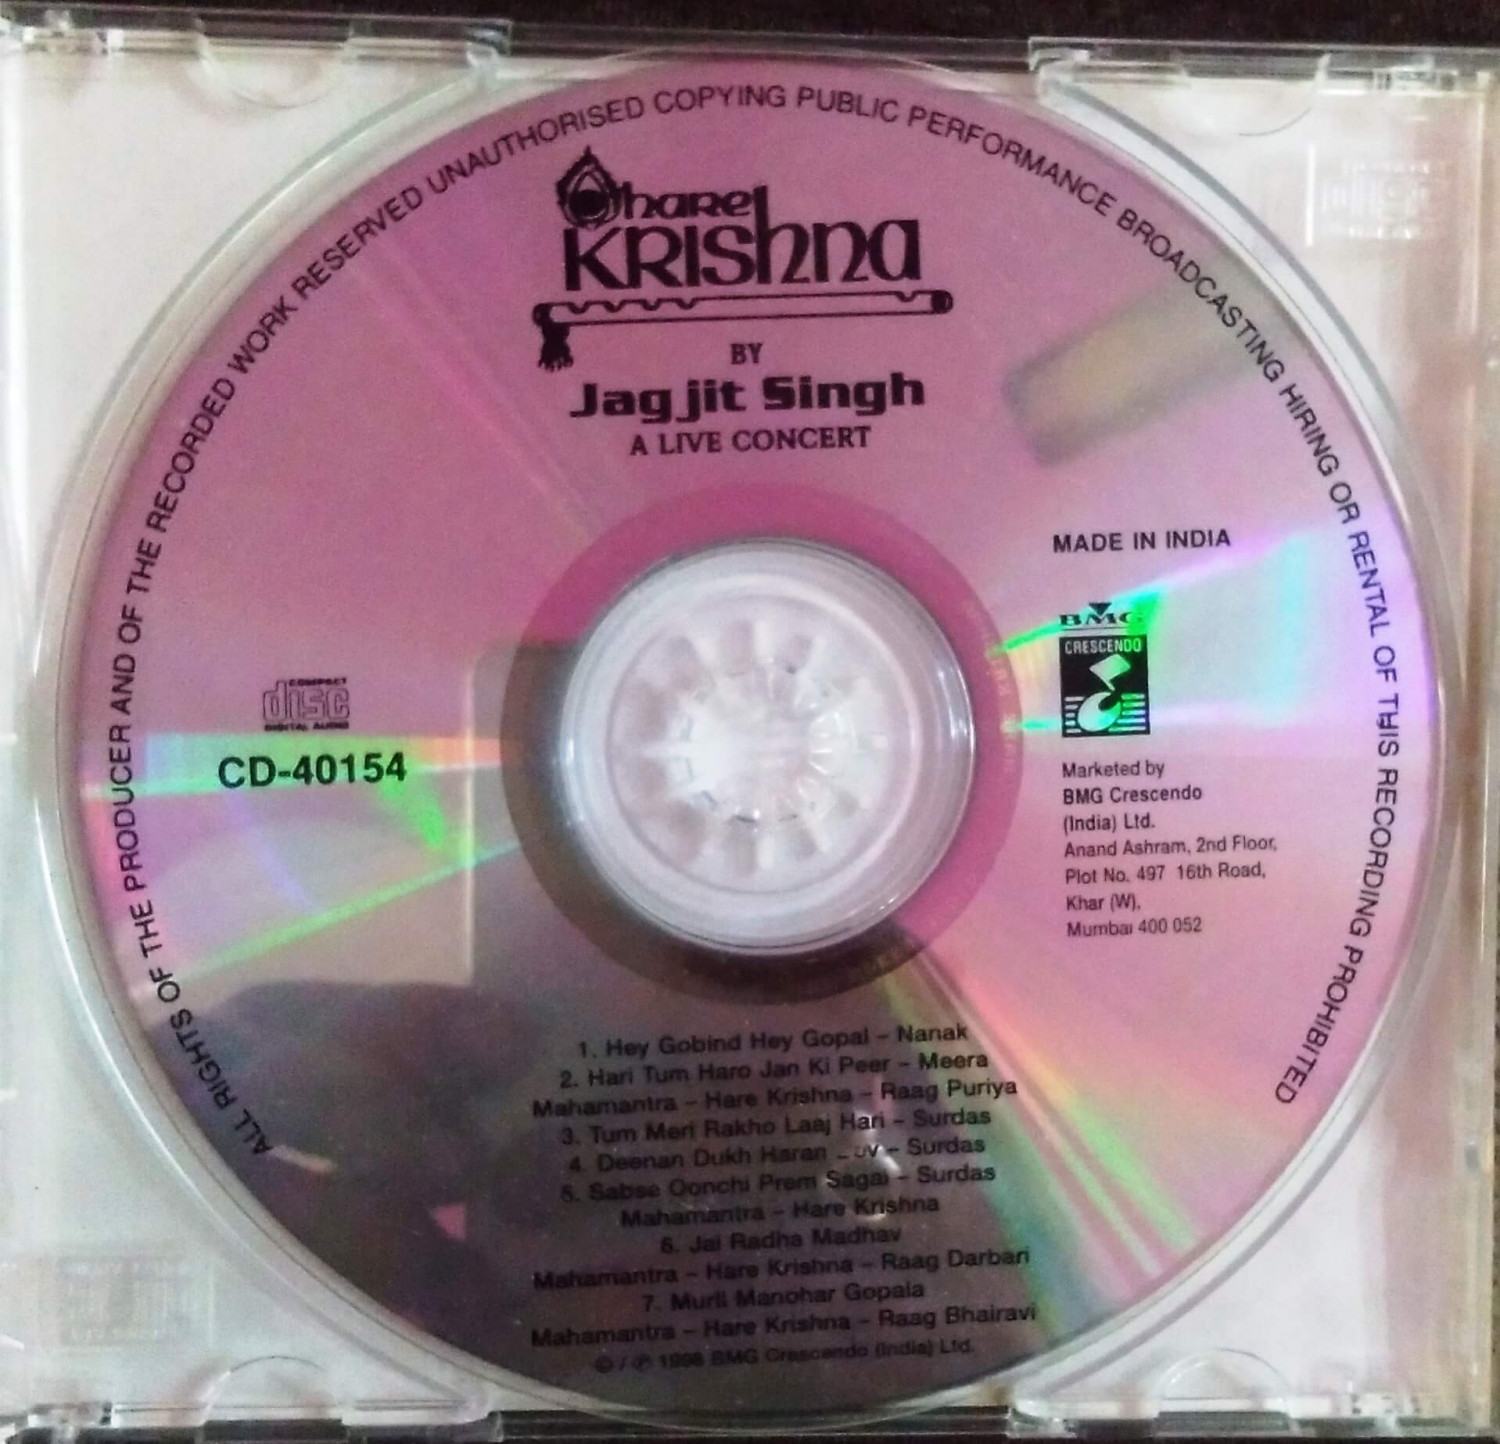 ALL RIGHTS OF THE PRODUCER AND OF THE RECORDED WORK RESERVED UNAUTHORISED COPYING PUBLIC PERFORMANCE BROADCASTING HIRING OR RENTAL OF THIS RECORDING PROHIBITED
hare
KRIShna
BY
Jagjit Singh
A LIVE CONCERT
MADE IN INDIA
BMG
CRESCENDO
COMPACT
disc
DIGITAL AUDIO
CD-40154
Marketed by
BMG Crescendo
(India) Ltd.
Anand Ashram, 2nd Floor,
Plot No. 497 16th Road,
Khar (W),
Mumbai 400 052
1. Hey Gobind Hey Gopal – Nanak
2. Hari Tum Haro Jan Ki Peer – Meera
Mahamantra – Hare Krishna – Raag Puriya
3. Tum Meri Rakho Laaj Hari – Surdas
4. Deenan Dukh Haran – Surdas
5. Sabse Oonchi Prem Sagai – Surdas
Mahamantra – Hare Krishna
6. Jai Radha Madhav
Mahamantra – Hare Krishna – Raag Darbari
7. Murli Manohar Gopala
Mahamantra – Hare Krishna – Raag Bhairavi
© / ℗ BMG Crescendo (India) Ltd.